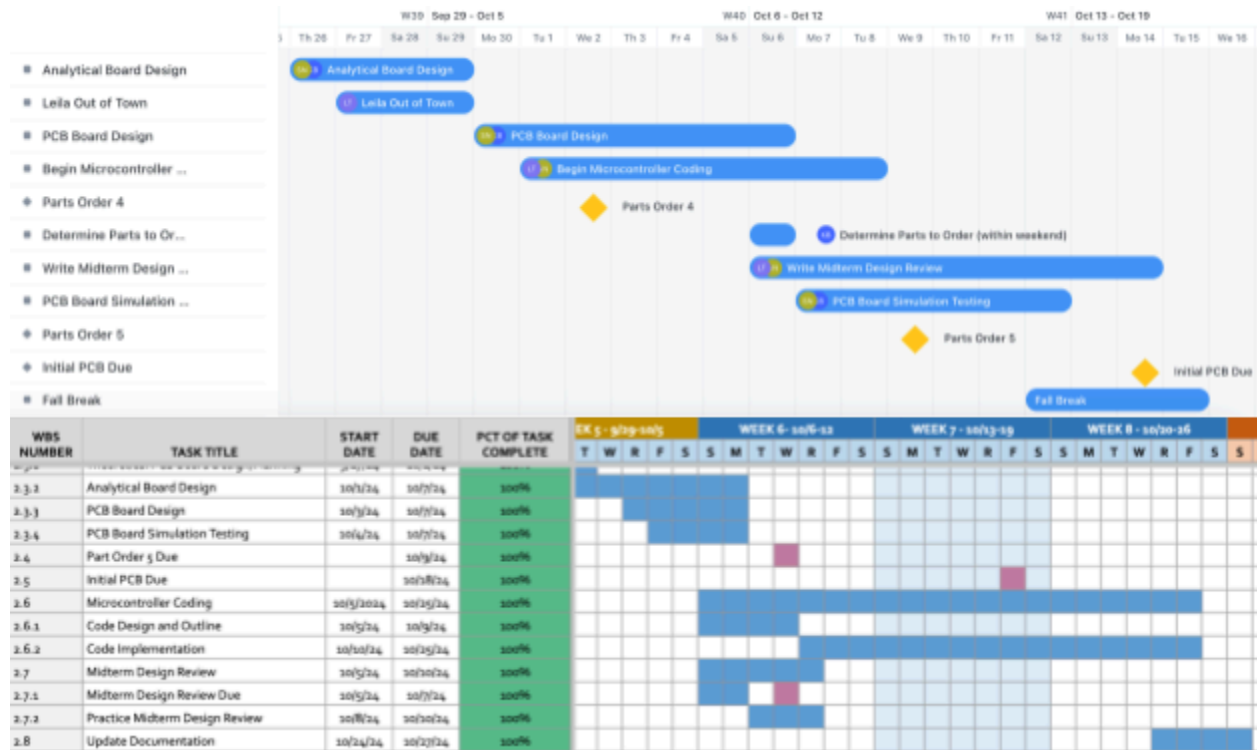 W39 Sep 29 - Oct 5 W40 Oct 6 - Oct 12 W41 Oct 13 - Oct 19
Th 26 Fr 27 Sa 28 Su 29 Mo 30 Tu 1 We 2 Th 3 Fr 4 Sa 5 Su 6 Mo 7 Tu 8 We 9 Th 10 Fr 11 Sa 12 Su 13 Mo 14 Tu 15 We 16
Analytical Board Design Analytical Board Design
Leila Out of Town LT Leila Out of Town
PCB Board Design PCB Board Design
Begin Microcontroller ... LT Begin Microcontroller Coding
Parts Order 4 Parts Order 4
Determine Parts to Or... Determine Parts to Order (within weekend)
Write Midterm Design ... LT Write Midterm Design Review
PCB Board Simulation ... PCB Board Simulation Testing
Parts Order 5 Parts Order 5
Initial PCB Due Initial PCB Due
Fall Break Fall Break
WBS NUMBER TASK TITLE START DATE DUE DATE PCT OF TASK COMPLETE EK 5 - 9/29-10/5 WEEK 6- 10/6-12 WEEK 7 - 10/13-19 WEEK 8 - 10/20-26
T W R F S S M T W R F S S M T W R F S S M T W R F S S
2.3.2 Analytical Board Design 10/1/24 10/7/24 100%
2.3.3 PCB Board Design 10/3/24 10/7/24 100%
2.3.4 PCB Board Simulation Testing 10/4/24 10/7/24 100%
2.4 Part Order 5 Due 10/9/24 100%
2.5 Initial PCB Due 10/18/24 100%
2.6 Microcontroller Coding 10/5/2024 10/25/24 100%
2.6.1 Code Design and Outline 10/5/24 10/9/24 100%
2.6.2 Code Implementation 10/10/24 10/25/24 100%
2.7 Midterm Design Review 10/5/24 10/10/24 100%
2.7.1 Midterm Design Review Due 10/5/24 10/7/24 100%
2.7.2 Practice Midterm Design Review 10/8/24 10/10/24 100%
2.8 Update Documentation 10/24/24 10/27/24 100%